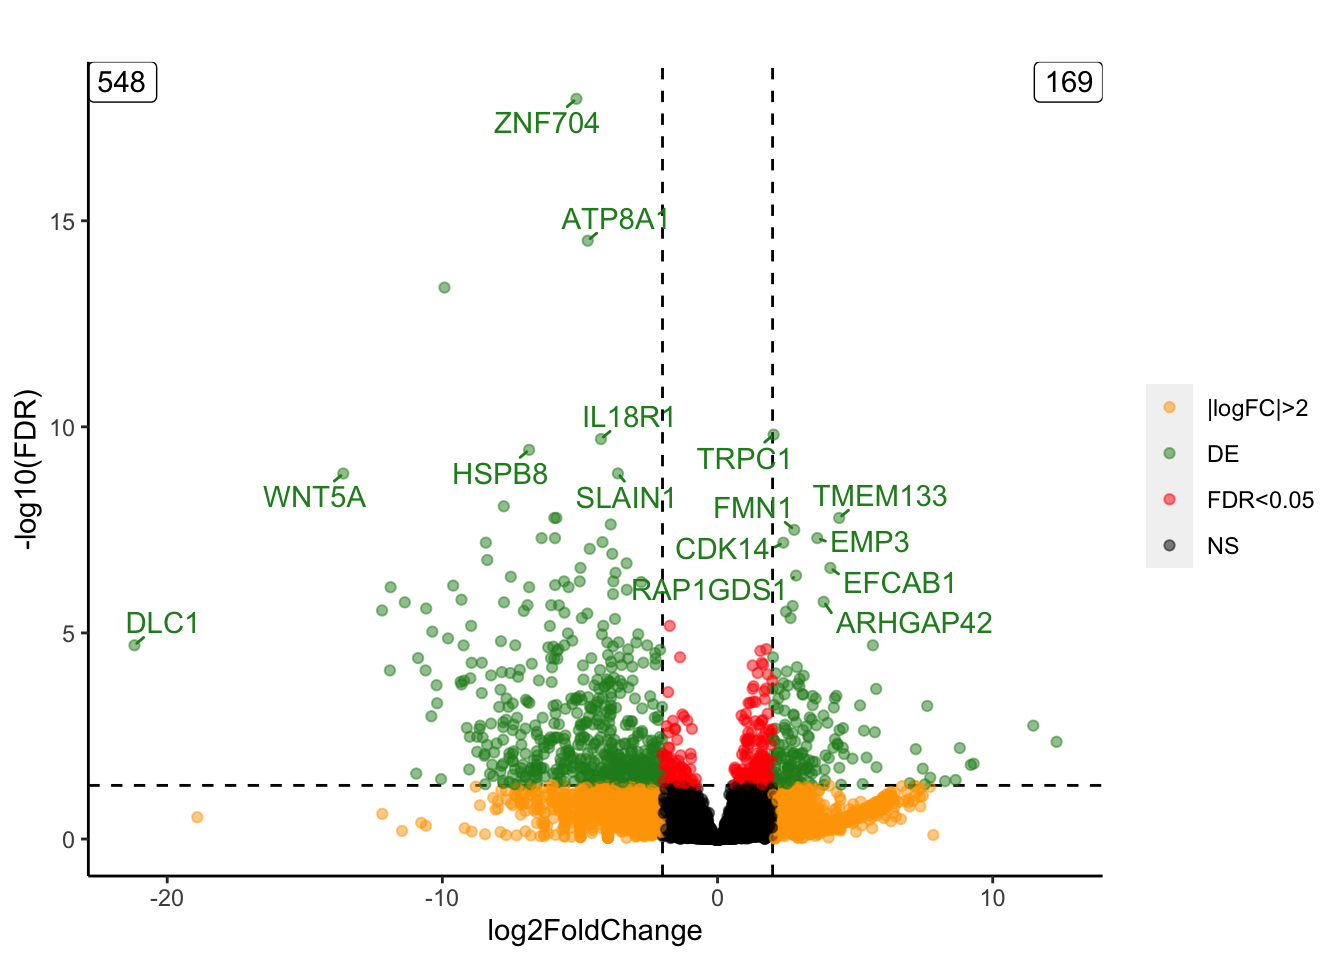 548
169
ZNF704
ATP8A1
IL18R1
TRPC1
HSPB8
WNT5A
SLAIN1
TMEM133
FMN1
CDK14
EMP3
RAP1GDS1
EFCAB1
DLC1
ARHGAP42
15
10
5
0
-20
-10
0
10
-log10(FDR)
log2FoldChange
|logFC|>2
DE
FDR<0.05
NS